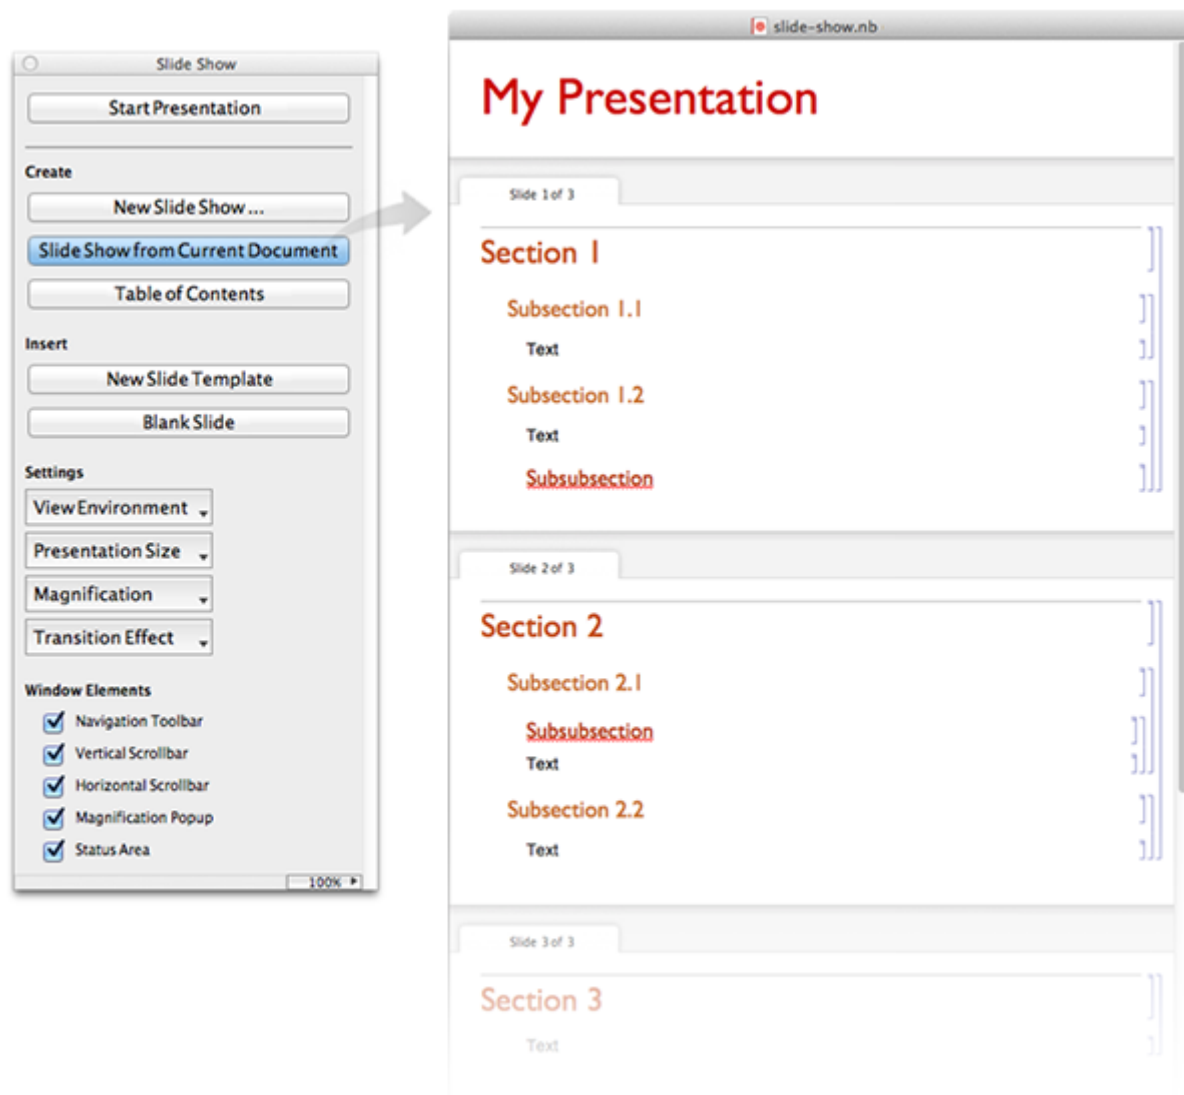 Slide Show
Start Presentation
Create
New Slide Show ...
Slide Show from Current Document
Table of Contents
Insert
New Slide Template
Blank Slide
Settings
View Environment
Presentation Size
Magnification
Transition Effect
Window Elements
Navigation Toolbar
Vertical Scrollbar
Horizontal Scrollbar
Magnification Popup
Status Area
100%
slide-show.nb
My Presentation
Slide 1 of 3
Section 1
Subsection 1.1
Text
Subsection 1.2
Text
Subsubsection
Slide 2 of 3
Section 2
Subsection 2.1
Subsubsection
Text
Subsection 2.2
Text
Slide 3 of 3
Section 3
Text